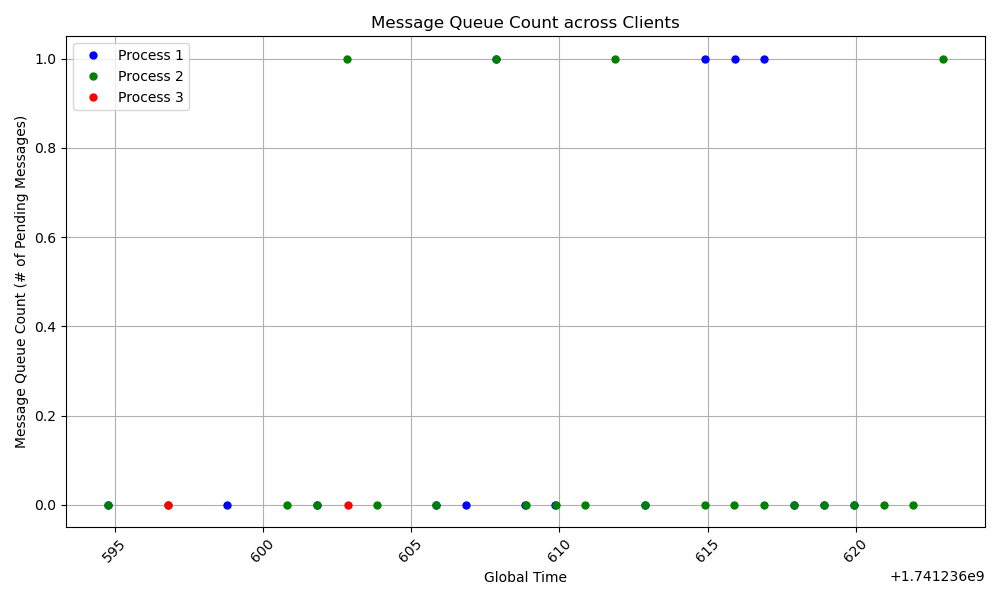 Message Queue Count across Clients
Message Queue Count (# of Pending Messages)
1.0
0.8
0.6
0.4
0.2
0.0
Process 1
Process 2
Process 3
595
600
605
610
615
620
Global Time
+1.741236e9